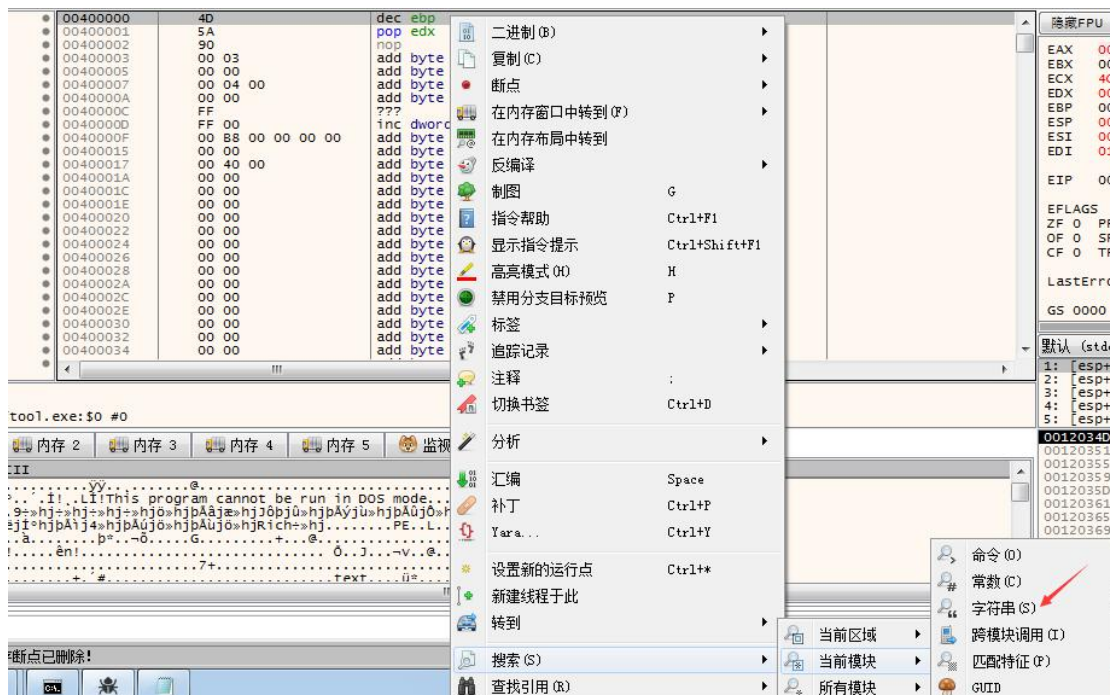 00400000 4D dec ebp
00400001 5A pop edx
00400002 90 nop
00400003 00 03 add byte
00400005 00 00 add byte
00400007 00 04 00 add byte
0040000A 00 00 add byte
0040000C FF ???
0040000D FF 00 inc dword
0040000F 00 B8 00 00 00 00 add byte
00400015 00 00 add byte
00400017 00 40 00 add byte
0040001A 00 00 add byte
0040001C 00 00 add byte
0040001E 00 00 add byte
00400020 00 00 add byte
00400022 00 00 add byte
00400024 00 00 add byte
00400026 00 00 add byte
00400028 00 00 add byte
0040002A 00 00 add byte
0040002C 00 00 add byte
0040002E 00 00 add byte
00400030 00 00 add byte
00400032 00 00 add byte
00400034 00 00 add byte
二进制(B)
复制(C)
断点
在内存窗口中转到(F)
在内存布局中转到
反编译
制图 G
指令帮助 Ctrl+F1
显示指令提示 Ctrl+Shift+F1
高亮模式(H) H
禁用分支目标预览 P
标签
追踪记录
注释 ;
切换书签 Ctrl+D
分析
汇编 Space
补丁 Ctrl+P
Yara... Ctrl+Y
设置新的运行点 Ctrl+*
新建线程于此
转到
搜索(S)
查找引用(R)
当前区域
当前模块
所有模块
命令(O)
常数(C)
字符串(S)
跨模块调用(I)
匹配特征(P)
GUID
隐藏FPU
EAX 00
EBX 00
ECX 40
EDX 00
EBP 00
ESP 00
ESI 00
EDI 01
EIP 00
EFLAGS
ZF 0 PF
OF 0 SF
CF 0 TF
LastErro
GS 0000
默认 (stdc
1: [esp+
2: [esp+
3: [esp+
4: [esp+
5: [esp+
0012034D
00120351
00120355
00120359
0012035D
00120361
00120365
00120369
tool.exe:$0 #0
内存 2 内存 3 内存 4 内存 5 监视
This program cannot be run in DOS mode...
Rich
PE..L
text
断点已删除!